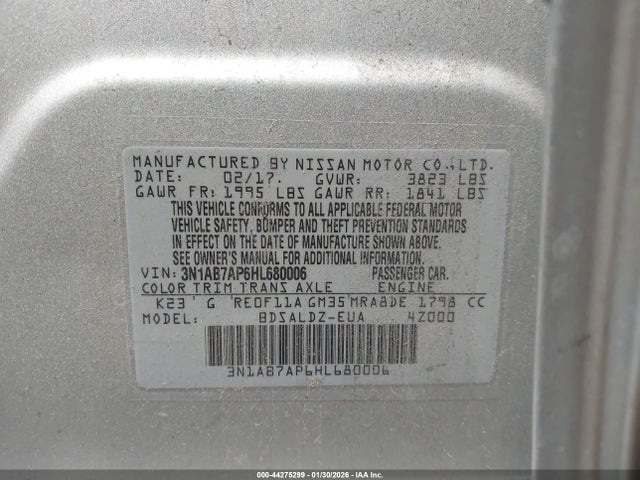 MANUFACTURED BY NISSAN MOTOR CO., LTD.
DATE: 02/17. GVWR: 3823 LBS
GAWR FR: 1995 LBS GAWR RR: 1841 LBS
THIS VEHICLE CONFORMS TO ALL APPLICABLE FEDERAL MOTOR
VEHICLE SAFETY, BUMPER AND THEFT PREVENTION STANDARDS
IN EFFECT ON THE DATE OF MANUFACTURE SHOWN ABOVE.
SEE OWNER'S MANUAL FOR ADDITIONAL INFORMATION.
VIN: 3N1AB7AP6HL680006 PASSENGER CAR.
COLOR TRIM TRANS AXLE ENGINE
K23 G RE0F11A GM35 MRA8DE 1798 CC
MODEL: BDSALDZ-EUA 4Z000
3N1AB7AP6HL680006
000-44275299 - 01/30/2026 - COPART, INC.